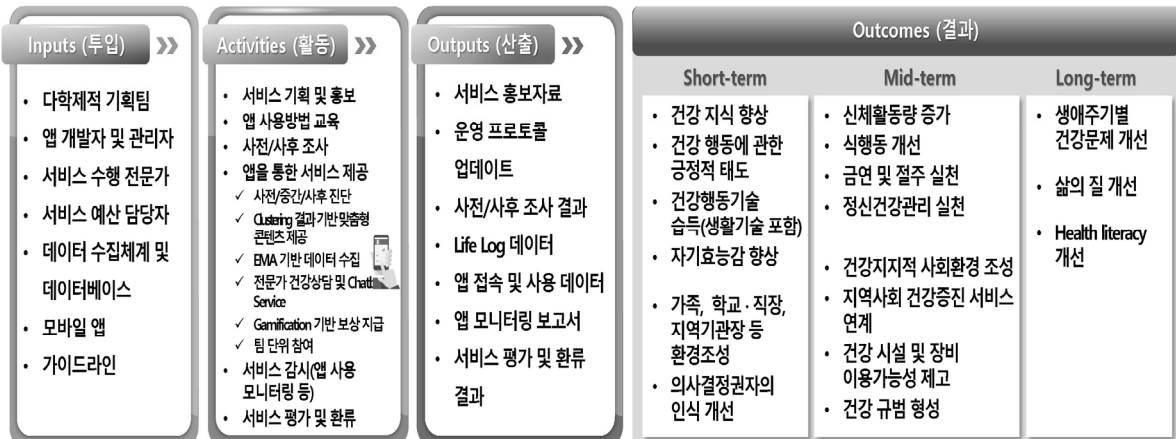 Inputs (투입)
• 다학제적 기획팀
• 앱 개발자 및 관리자
• 서비스 수행 전문가
• 서비스 예산 담당자
• 데이터 수집체계 및
데이터베이스
• 모바일 앱
• 가이드라인
Activities (활동)
• 서비스 기획 및 홍보
• 앱 사용방법 교육
• 사전/사후 조사
• 앱을 통한 서비스 제공
✓ 사전/중간/사후 진단
✓ Clustering 결과 기반 맞춤형
콘텐츠 제공
✓ EMA 기반 데이터 수집
✓ 전문가 건강상담 및
Service
✓ Gamification 기반 보상 지급
✓ 팀 단위 참여
• 서비스 감시(앱 사용
모니터링 등)
• 서비스 평가 및 환류
Outputs (산출)
• 서비스 홍보자료
• 운영 프로토콜
업데이트
• 사전/사후 조사 결과
• Life Log 데이터
• 앱 접속 및 사용 데이터
• 앱 모니터링 보고서
• 서비스 평가 및 환류
결과
Outcomes (결과)
Short-term
• 건강 지식 향상
• 건강 행동에 관한
긍정적 태도
• 건강행동기술
습득(생활기술 포함)
• 자기효능감 향상
• 가족, 학교 · 직장,
지역기관장 등
환경조성
• 의사결정권자의
인식 개선
Mid-term
• 신체활동량 증가
• 식행동 개선
• 금연 및 절주 실천
• 정신건강관리 실천
• 건강지지적 사회환경 조성
• 지역사회 건강증진 서비스
연계
• 건강 시설 및 장비
이용가능성 제고
• 건강 규범 형성
Long-term
• 생애주기별
건강문제 개선
• 삶의 질 개선
• Health literacy
개선